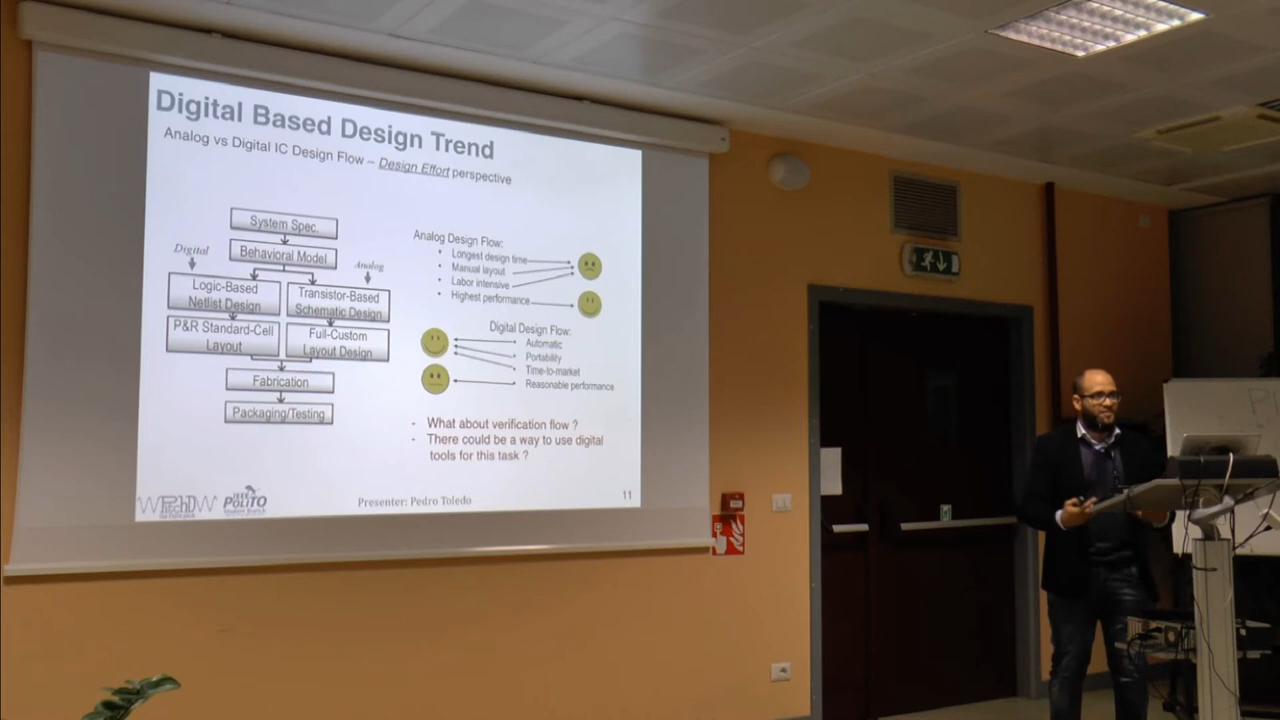 Digital Based Design Trend
Analog vs Digital IC Design Flow – Design Effort perspective
System Spec.
Behavioral Model
Digital
Analog
Logic-Based
Netlist Design
Transistor-Based
Schematic Design
P&R Standard-Cell
Layout
Full-Custom
Layout Design
Fabrication
Packaging/Testing
Analog Design Flow:
• Longest design time
• Manual layout
• Labor intensive
• Highest performance
Digital Design Flow:
Automatic
Portability
Time-to-market
Reasonable performance
- What about verification flow ?
- There could be a way to use digital
tools for this task ?
POLITO
Student Branch
Presenter: Pedro Toledo
11